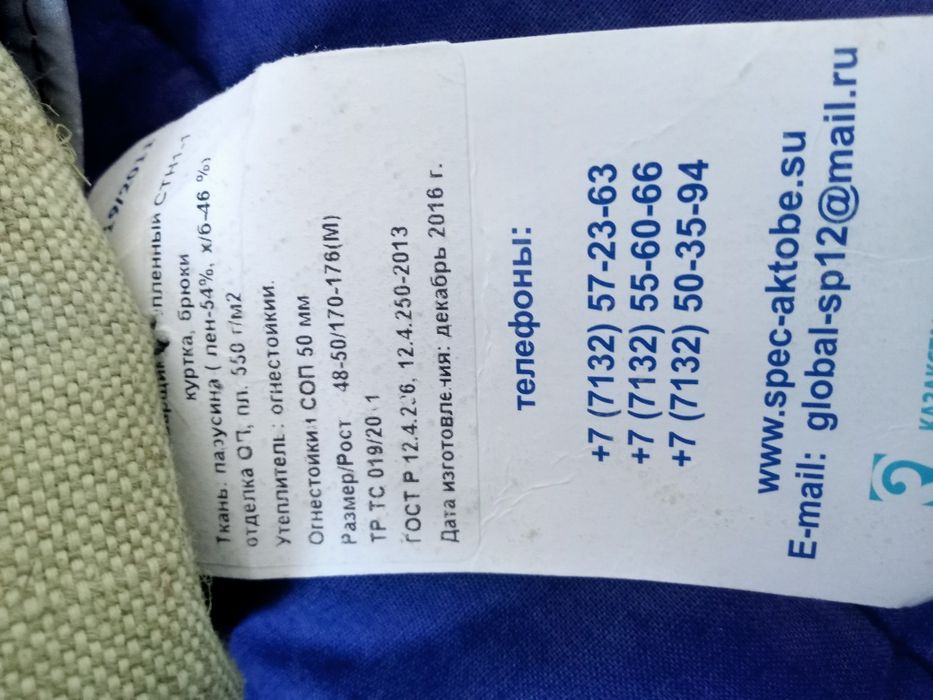 куртка, брюки
Ткань: парусина ( лен-54%, х/б-46 %)
отделка ОП, пл. 550 г/м2
Утеплитель: огнестойкий.
Огнестойкий СОП 50 мм
Размер/Рост 48-50/170-176(М)
ТР ТС 019/2011
ГОСТ Р 12.4.236, 12.4.250-2013
Дата изготовления: декабрь 2016 г.
телефоны:
+7 (7132) 57-23-63
+7 (7132) 55-60-66
+7 (7132) 50-35-94
www.spec-aktobe.su
E-mail: global-sp12@mail.ru